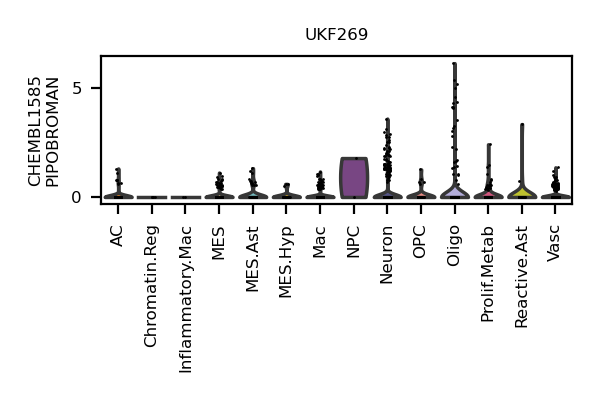 UKF269
CHEMBL1585
PIPOBROMAN
5
0
AC
Chromatin.Reg
Inflammatory.Mac
MES
MES.Ast
MES.Hyp
Mac
NPC
Neuron
OPC
Oligo
Prolif.Metab
Reactive.Ast
Vasc